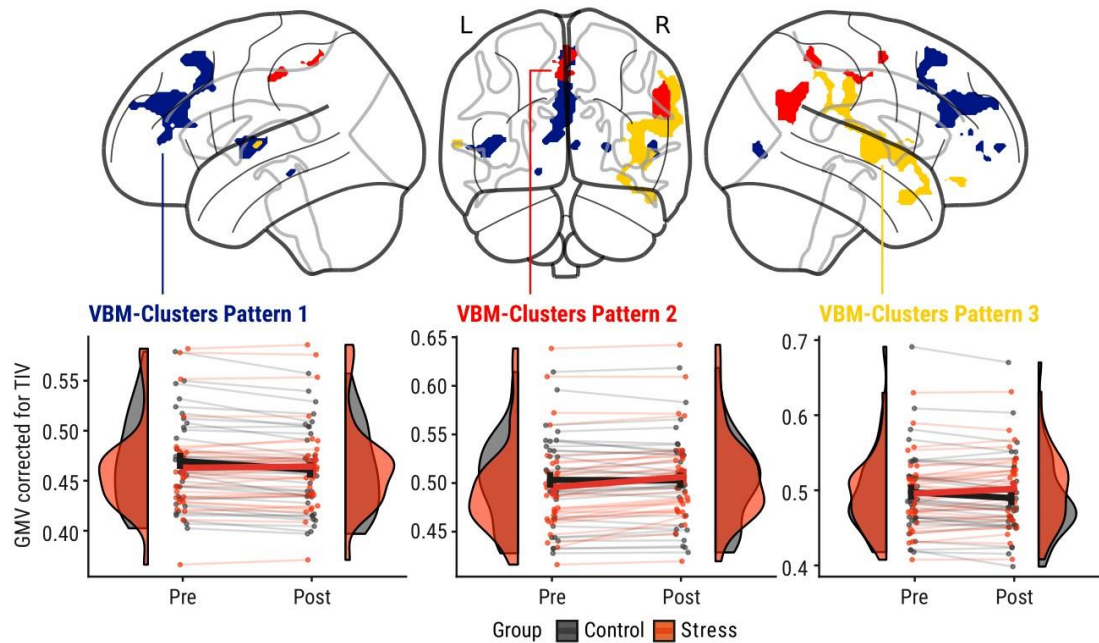 L
R
VBM-Clusters Pattern 1
VBM-Clusters Pattern 2
VBM-Clusters Pattern 3
GMV corrected for TIV
0.55
0.50
0.45
0.40
Pre
Post
0.65
0.60
0.55
0.50
0.45
Pre
Post
0.7
0.6
0.5
0.4
Pre
Post
Group Control Stress